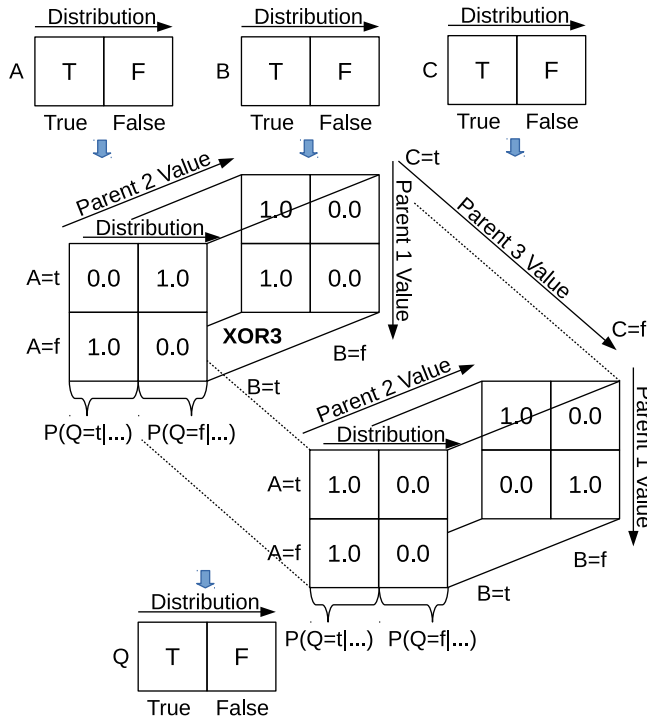 Distribution Distribution Distribution
A T F B T F C T F
True False True False True False
C=t
Parent 2 Value
Parent 1 Value
Parent 3 Value
1.0 0.0
Distribution
A=t 0.0 1.0 1.0 0.0
A=f 1.0 0.0 XOR3
C=f
B=f
B=t
Parent 2 Value
Parent 1 Value
P(Q=t|...) P(Q=f|...)
1.0 0.0
Distribution
A=t 1.0 0.0 0.0 1.0
A=f 1.0 0.0
B=f
B=t
P(Q=t|...) P(Q=f|...)
Distribution
Q T F
True False